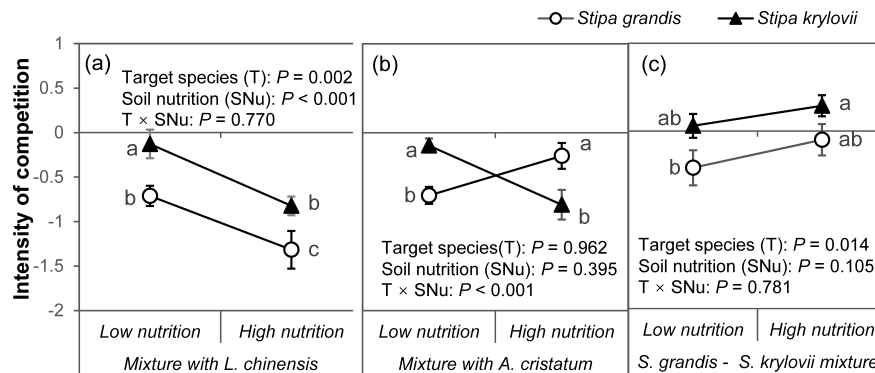 Stipa grandis Stipa krylovii
Intensity of competition
1
0.5
0
-0.5
-1
-1.5
-2
(a)
Target species (T): P = 0.002
Soil nutrition (SNu): P < 0.001
T × SNu: P = 0.770
a
b
b
c
Low nutrition High nutrition
Mixture with L. chinensis
(b)
a
b
a
b
Target species(T): P = 0.962
Soil nutrition (SNu): P = 0.395
T × SNu: P < 0.001
Low nutrition High nutrition
Mixture with A. cristatum
(c)
ab
a
b
ab
Target species (T): P = 0.014
Soil nutrition (SNu): P = 0.105
T × SNu: P = 0.781
Low nutrition High nutrition
S. grandis - S. krylovii mixture